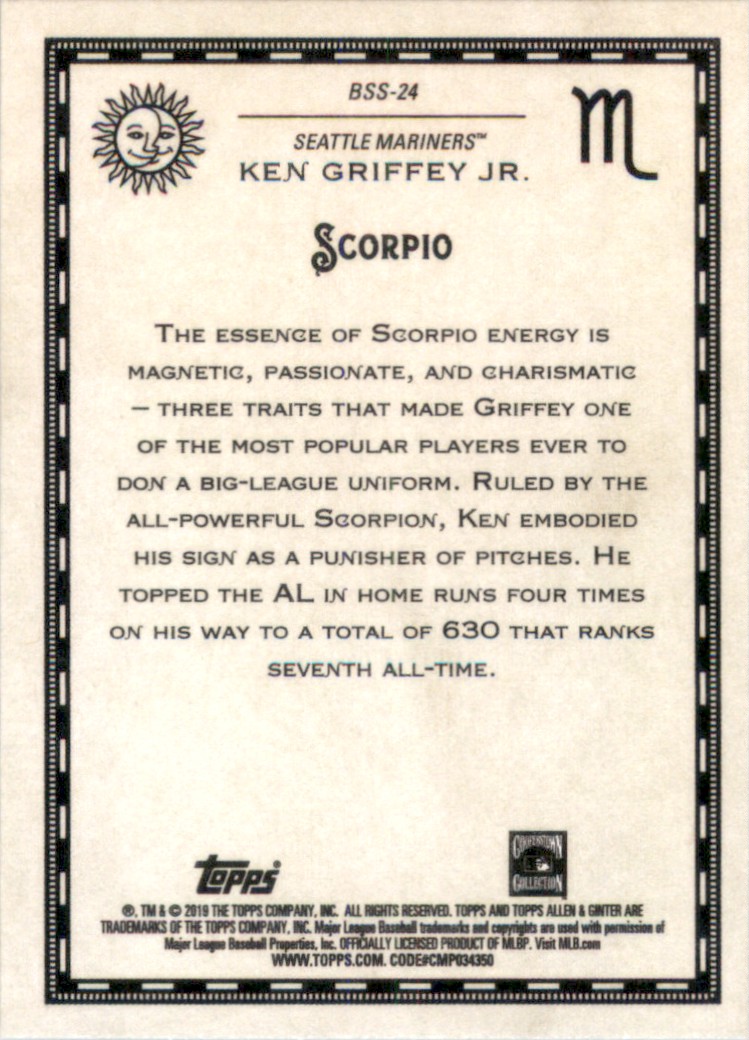 BSS-24
SEATTLE MARINERS™
KEN GRIFFEY JR.
SCORPIO
THE ESSENCE OF SCORPIO ENERGY IS
MAGNETIC, PASSIONATE, AND CHARISMATIC
– THREE TRAITS THAT MADE GRIFFEY ONE
OF THE MOST POPULAR PLAYERS EVER TO
DON A BIG-LEAGUE UNIFORM. RULED BY THE
ALL-POWERFUL SCORPION, KEN EMBODIED
HIS SIGN AS A PUNISHER OF PITCHES. HE
TOPPED THE AL IN HOME RUNS FOUR TIMES
ON HIS WAY TO A TOTAL OF 630 THAT RANKS
SEVENTH ALL-TIME.
topps
COOPERSTOWN
COLLECTION
®, TM & © 2019 THE TOPPS COMPANY, INC. ALL RIGHTS RESERVED. TOPPS AND TOPPS ALLEN & GINTER ARE
TRADEMARKS OF THE TOPPS COMPANY, INC. Major League Baseball trademarks and copyrights are used with permission of
Major League Baseball Properties, Inc. OFFICIALLY LICENSED PRODUCT OF MLBP. Visit MLB.com
WWW.TOPPS.COM. CODE#CMP034350